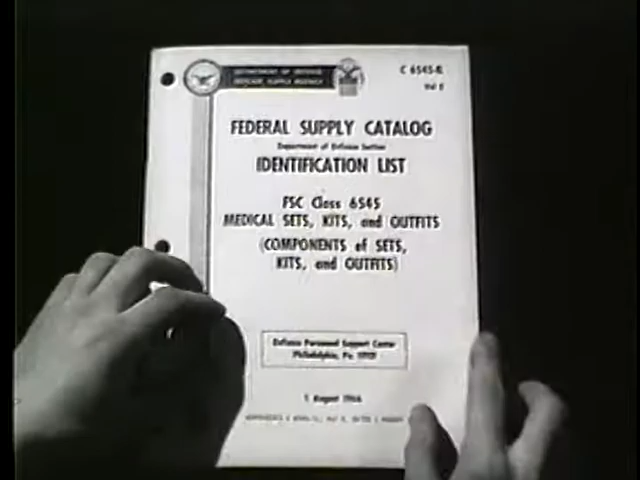 DEPARTMENT OF DEFENSE
DEFENSE SUPPLY AGENCY
C 6545-IL
Vol 2
FEDERAL SUPPLY CATALOG
Department of Defense Section
IDENTIFICATION LIST
FSC Class 6545
MEDICAL SETS, KITS, and OUTFITS
(COMPONENTS of SETS,
KITS, and OUTFITS)
Defense Personnel Support Center
Philadelphia, Pa.
1 August